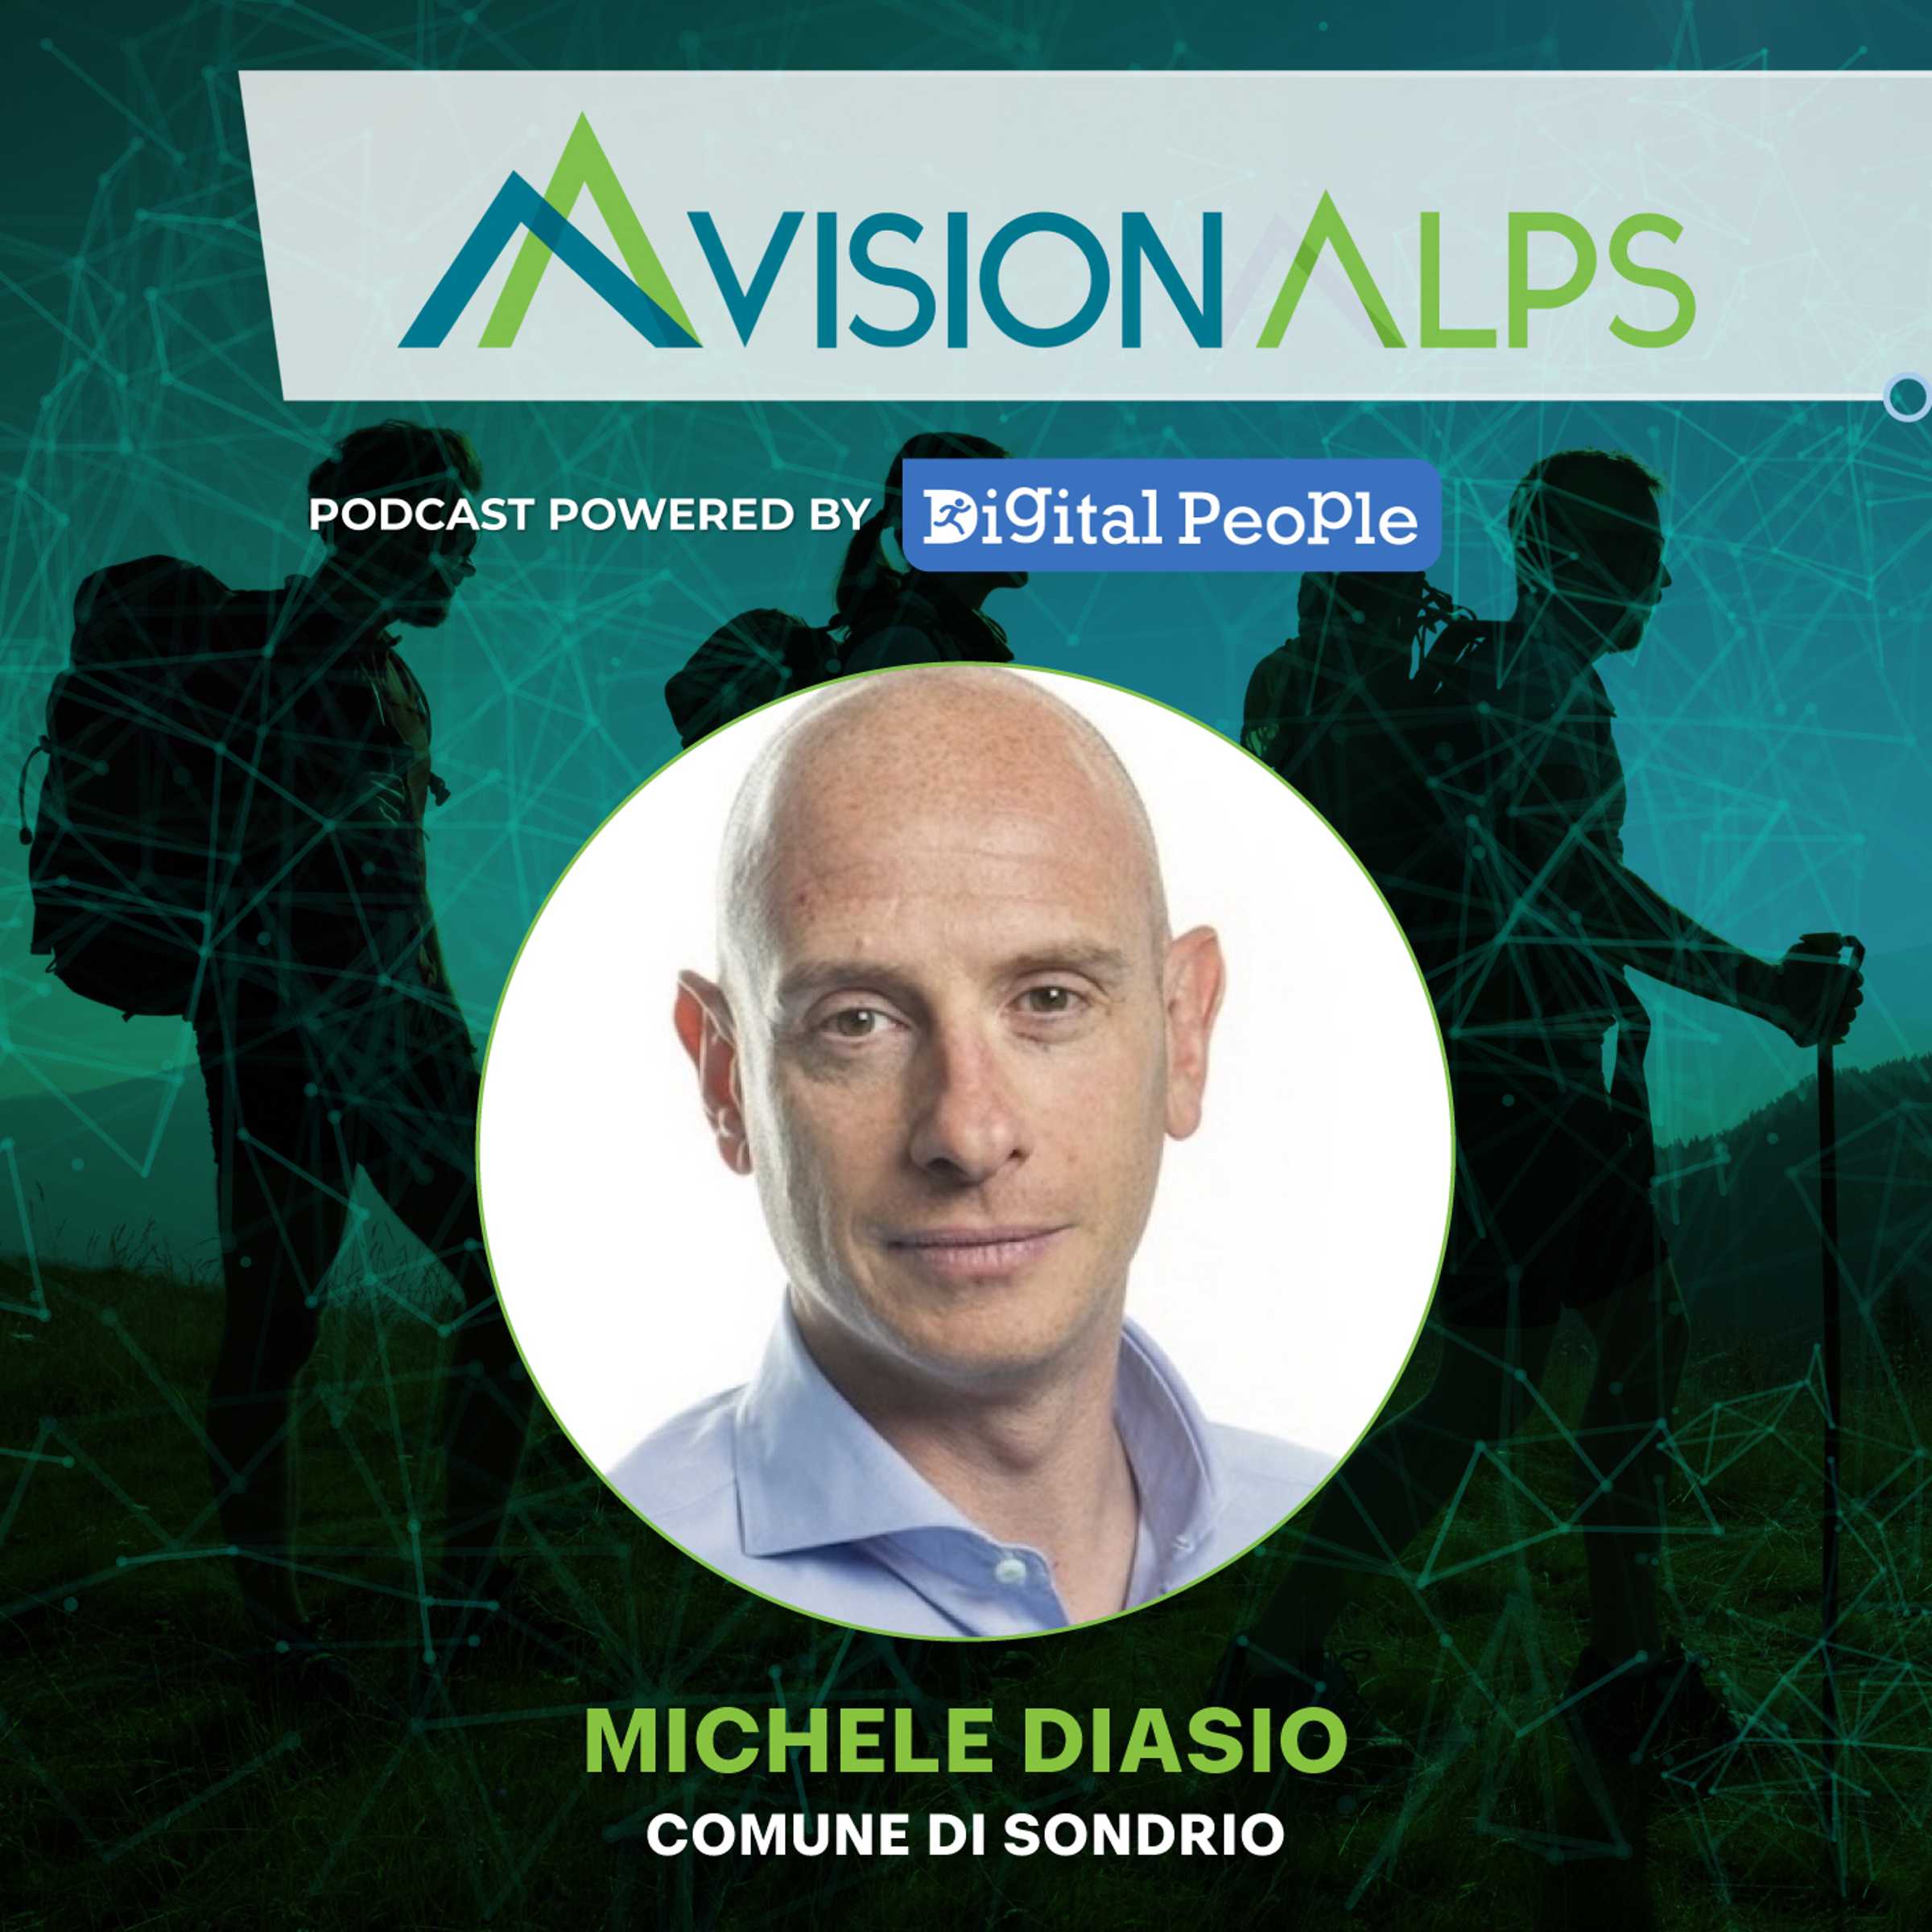 VISION ALPS
PODCAST POWERED BY Digital People
MICHELE DIASIO
COMUNE DI SONDRIO